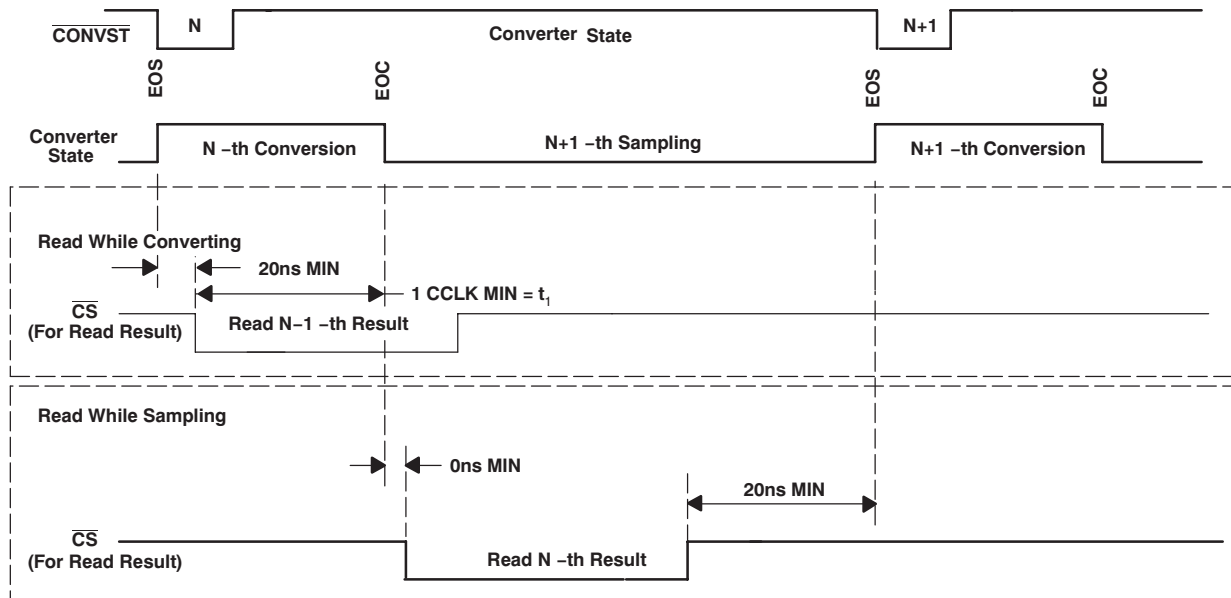 CONVST
N
Converter State
N+1
EOS
EOC
EOS
EOC
Converter
State
N −th Conversion
N+1 −th Sampling
N+1 −th Conversion
Read While Converting
20ns MIN
1 CCLK MIN = t1
CS
(For Read Result)
Read N−1 −th Result
Read While Sampling
0ns MIN
20ns MIN
CS
(For Read Result)
Read N −th Result